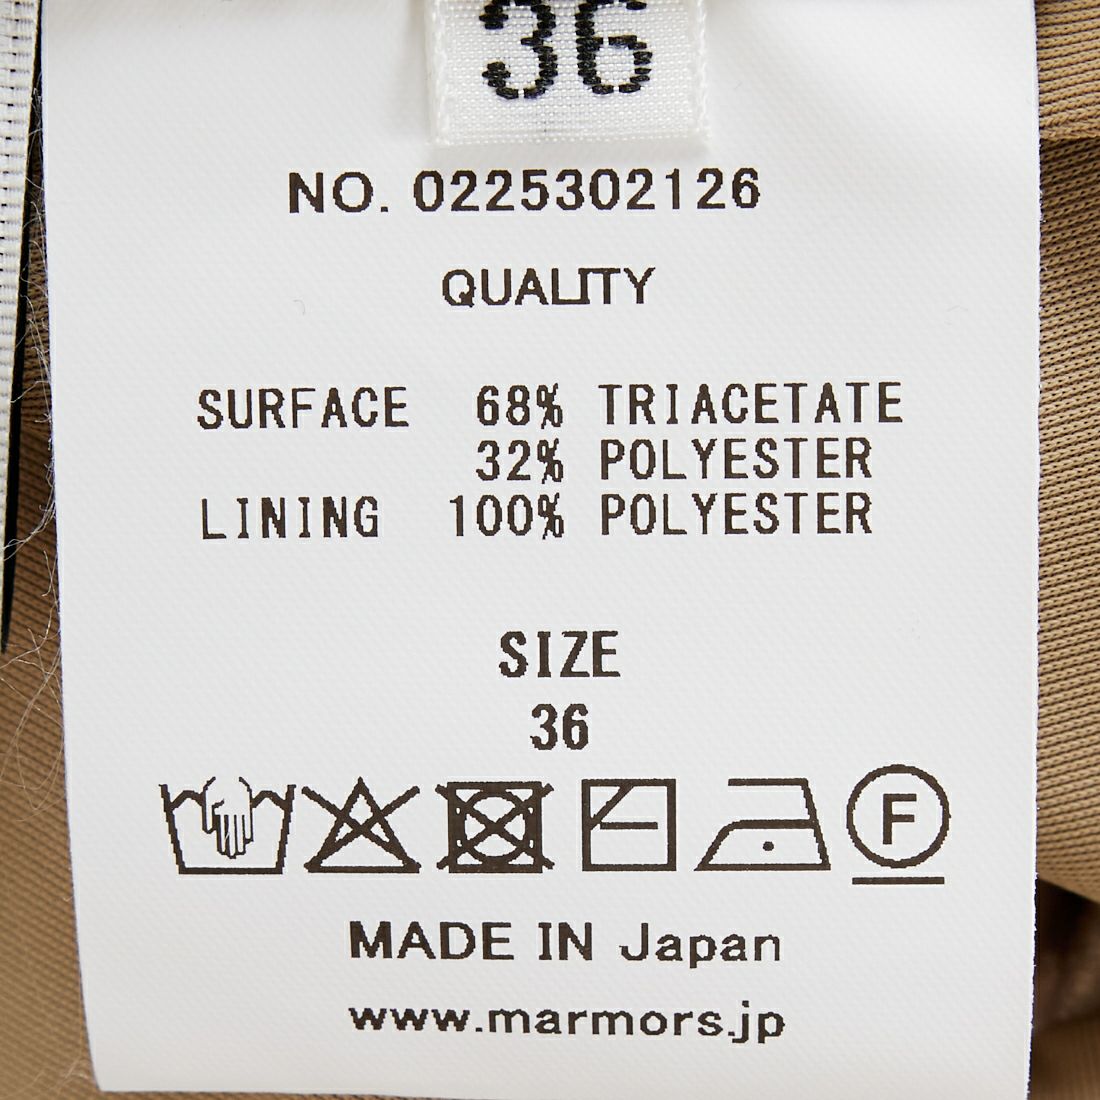 36
NO. 0225302126
QUALITY
SURFACE 68% TRIACETATE
32% POLYESTER
LINING 100% POLYESTER
SIZE
36
F
MADE IN Japan
www.marmors.jp